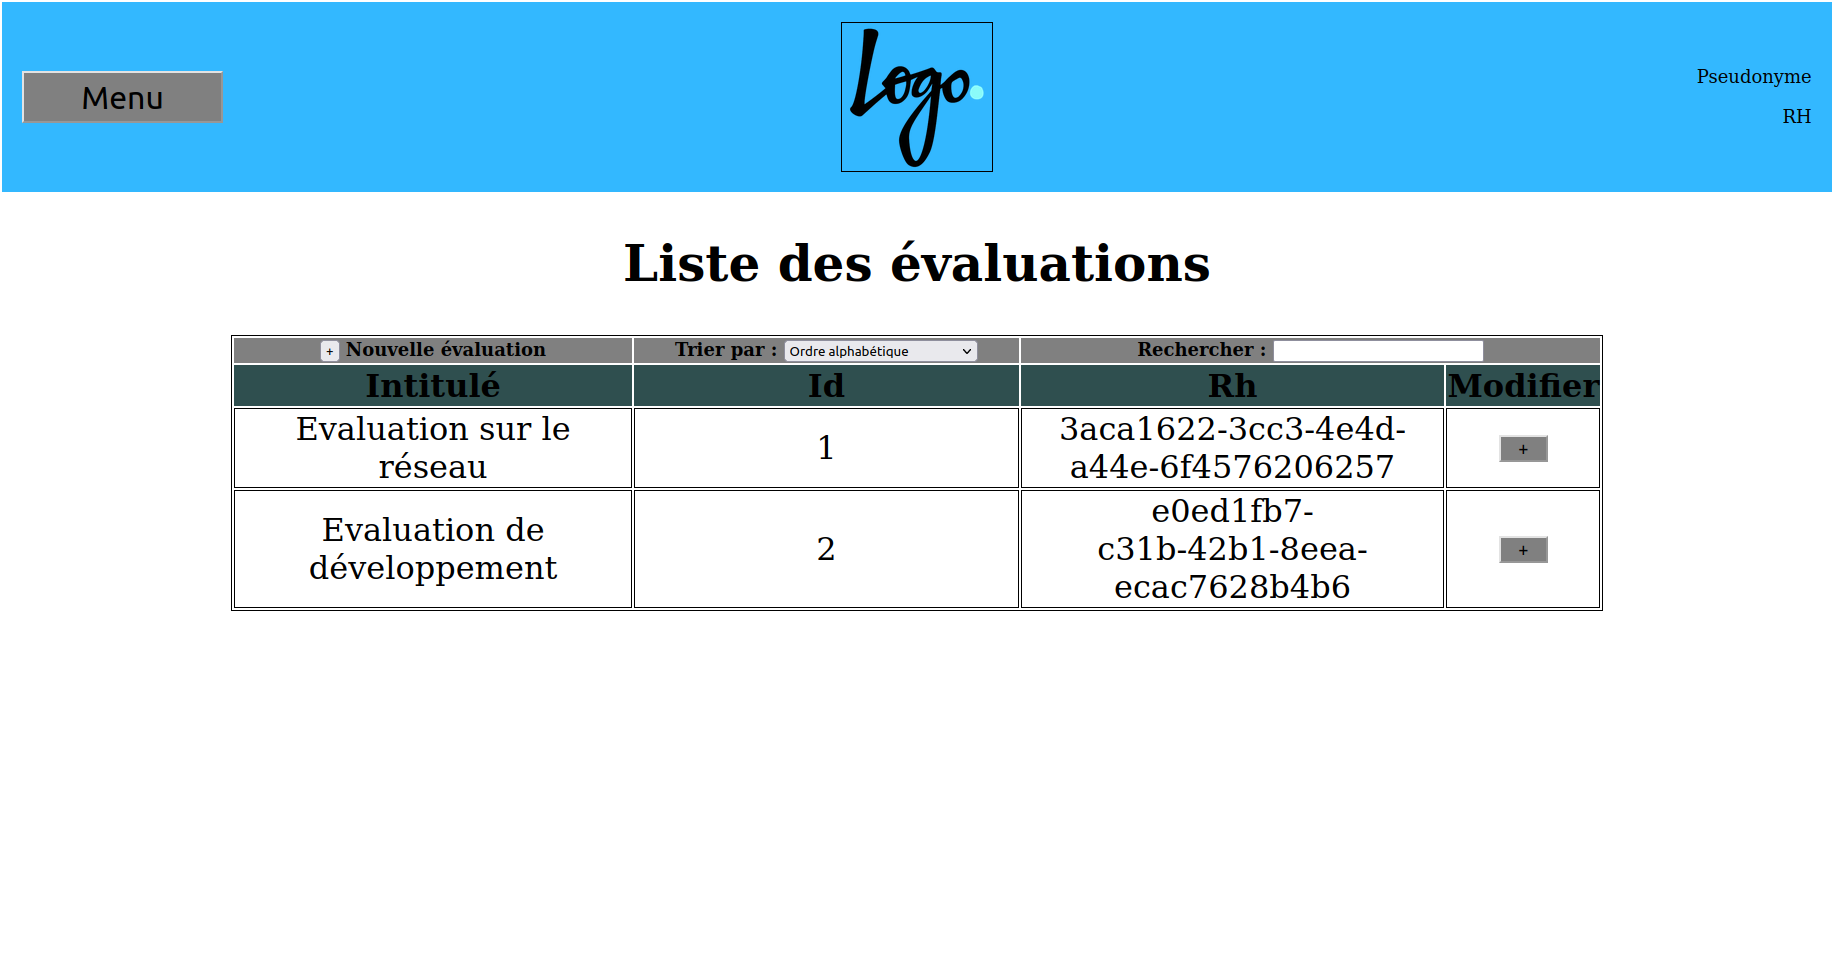 Menu
Logo.
Pseudonyme
RH
Liste des évaluations
+ Nouvelle évaluation
Trier par : Ordre alphabétique
Rechercher :
Intitulé
Id
Rh
Modifier
Evaluation sur le
réseau
1
3aca1622-3cc3-4e4d-
a44e-6f4576206257
+
Evaluation de
développement
2
e0ed1fb7-
c31b-42b1-8eea-
ecac7628b4b6
+